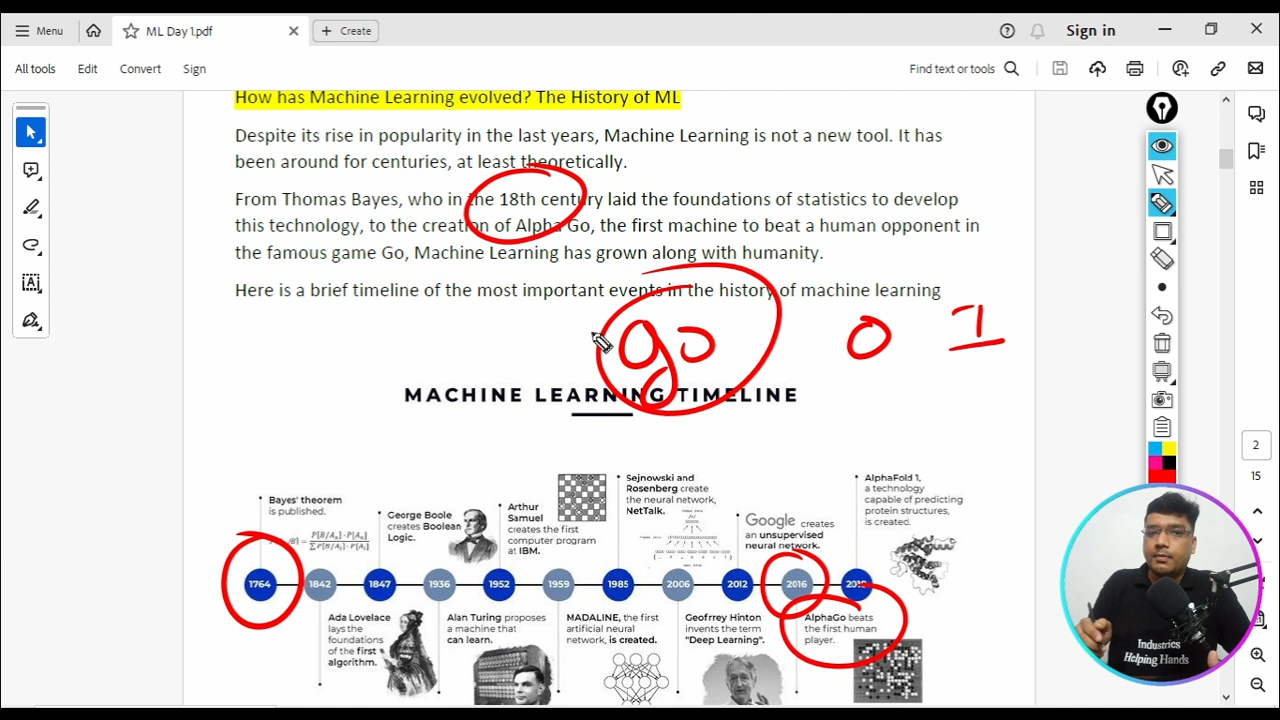 Menu
ML Day 1.pdf
+ Create
Sign in
All tools
Edit
Convert
Sign
Find text or tools
How has Machine Learning evolved? The History of ML
Despite its rise in popularity in the last years, Machine Learning is not a new tool. It has
been around for centuries, at least theoretically.
From Thomas Bayes, who in the 18th century laid the foundations of statistics to develop
this technology, to the creation of Alpha Go, the first machine to beat a human opponent in
the famous game Go, Machine Learning has grown along with humanity.
Here is a brief timeline of the most important events in the history of machine learning
go 0 1
MACHINE LEARNING TIMELINE
Bayes' theorem
is published.
George Boole
creates Boolean
Logic.
Arthur
Samuel
creates the first
computer program
at IBM.
Sejnowski and
Rosenberg create
the neural network,
NetTalk.
Google creates
an unsupervised
neural network.
AlphaFold 1,
a technology
capable of predicting
protein structures,
is created.
1764 1842 1847 1936 1952 1959 1985 2006 2012 2016
Ada Lovelace
lays the
foundations
of the first
algorithm.
Alan Turing proposes
a machine that
can learn.
MADALINE, the first
artificial neural
network, is created.
Geofrrey Hinton
invents the term
"Deep Learning".
AlphaGo beats
the first human
player.
2
15
Industries
Helping Hands